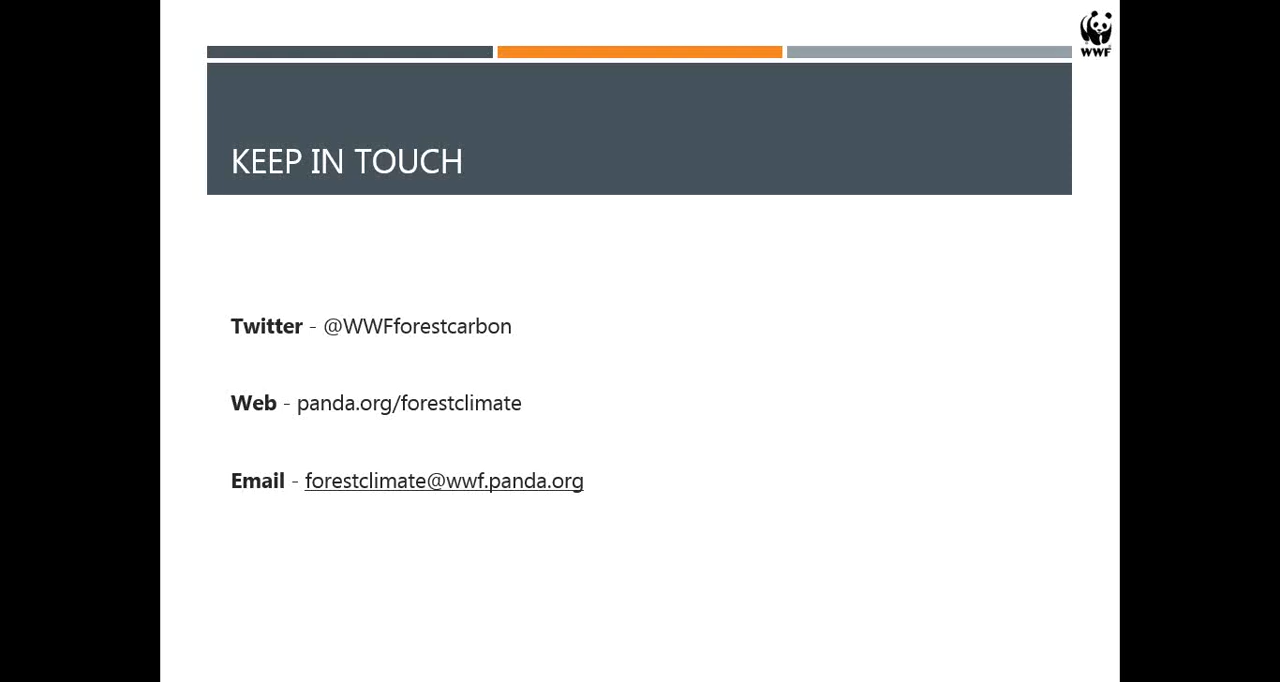 WWF
KEEP IN TOUCH
Twitter - @WWFforestcarbon
Web - panda.org/forestclimate
Email - forestclimate@wwf.panda.org